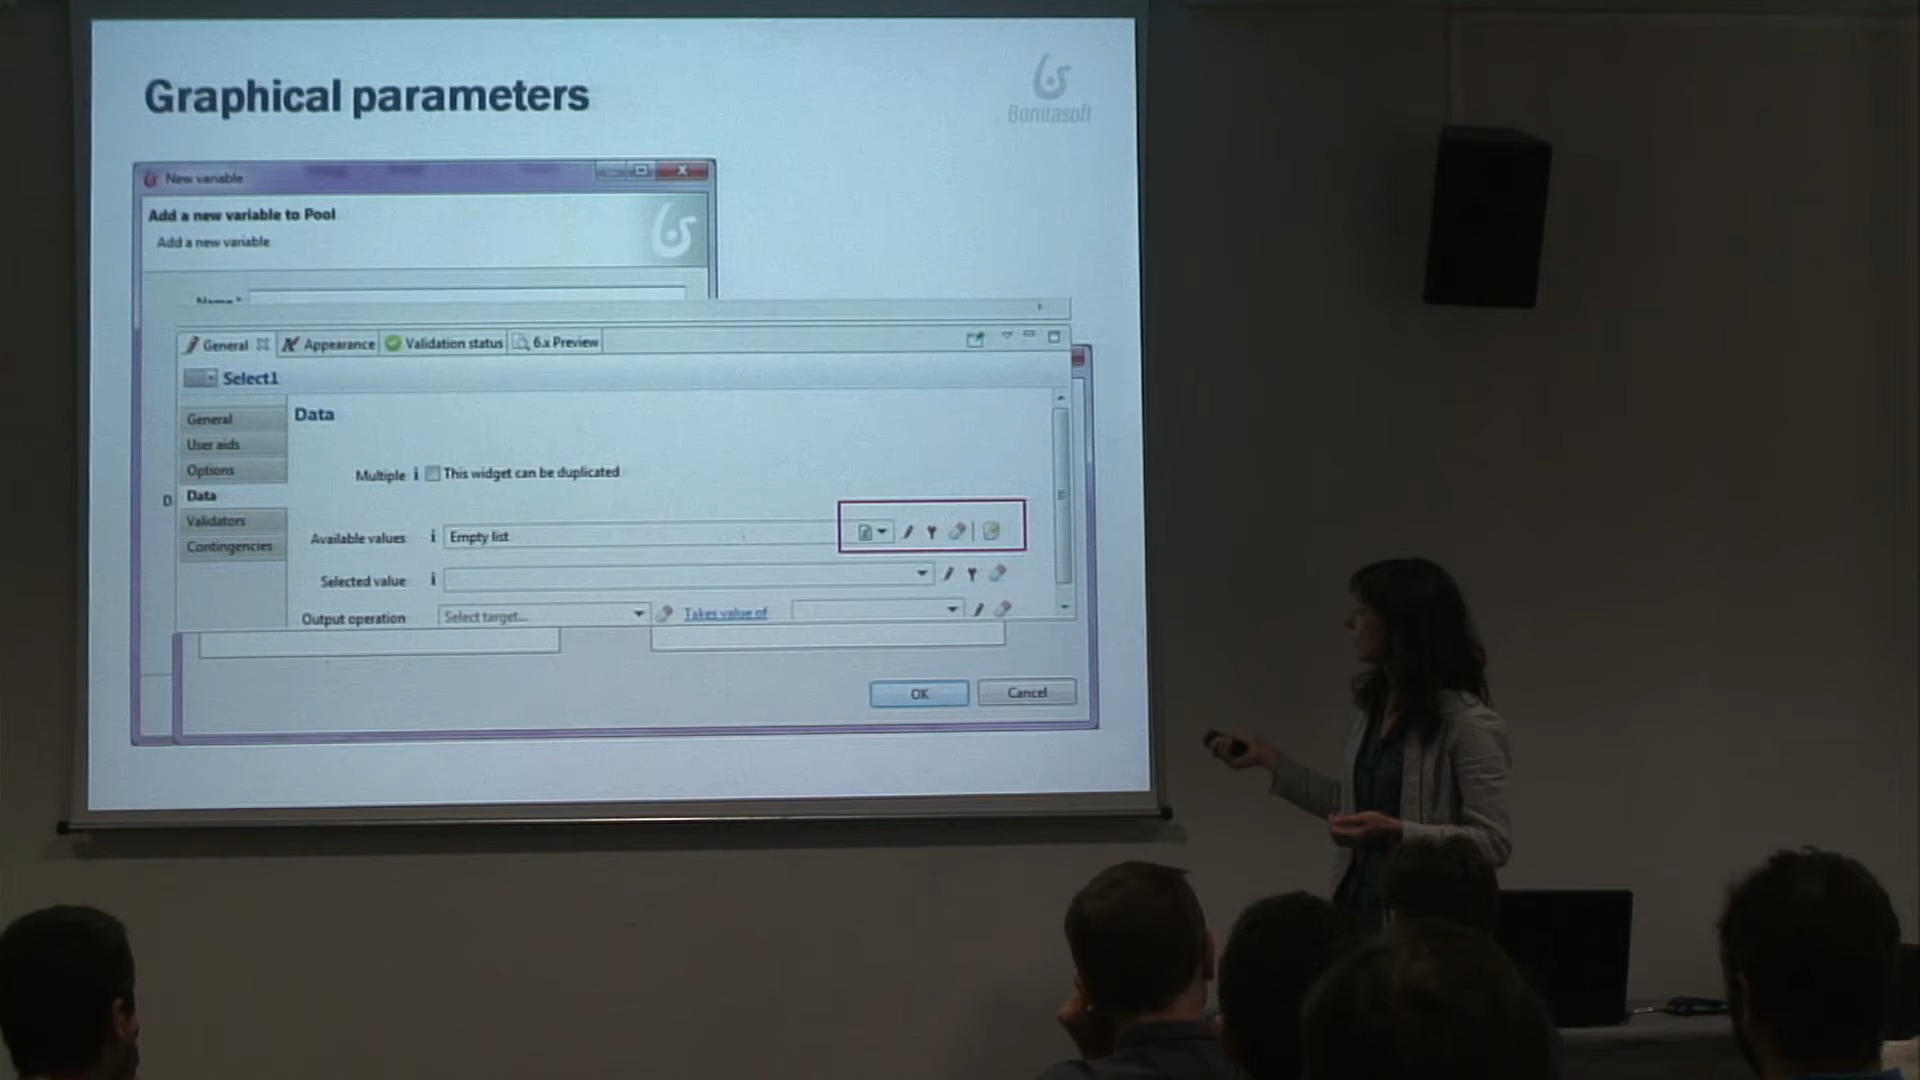 Graphical parameters
Bonitasoft
New variable
Add a new variable to Pool
Add a new variable
Name *
General
Appearance
Validation status
6.x Preview
Select1
General
User aids
Options
Data
Validators
Contingencies
Data
Multiple i This widget can be duplicated
D
Available values i Empty list
Selected value i
Output operation Select target... Takes value of
OK Cancel